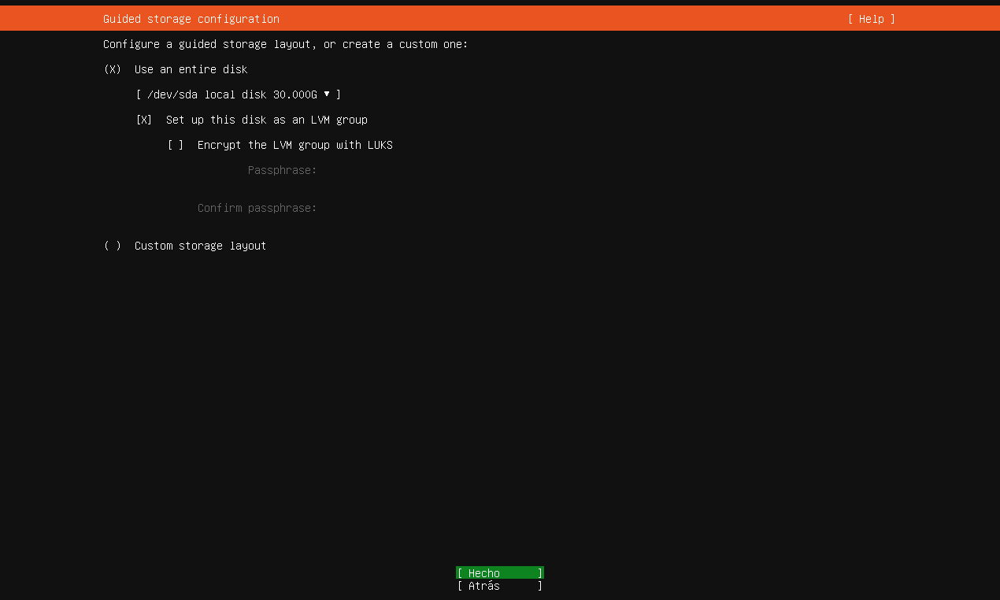 Guided storage configuration [ Help ]
Configure a guided storage layout, or create a custom one:
(X) Use an entire disk
[ /dev/sda local disk 30.000G ▾ ]
[X] Set up this disk as an LVM group
[ ] Encrypt the LVM group with LUKS
Passphrase:
Confirm passphrase:
( ) Custom storage layout
[ Hecho ]
[ Atrás ]